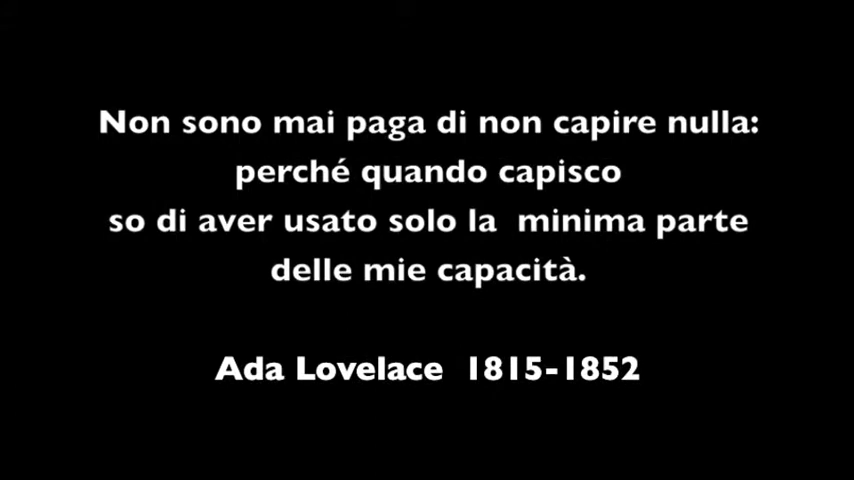 Non sono mai paga di non capire nulla:
perché quando capisco
so di aver usato solo la minima parte
delle mie capacità.
Ada Lovelace 1815-1852